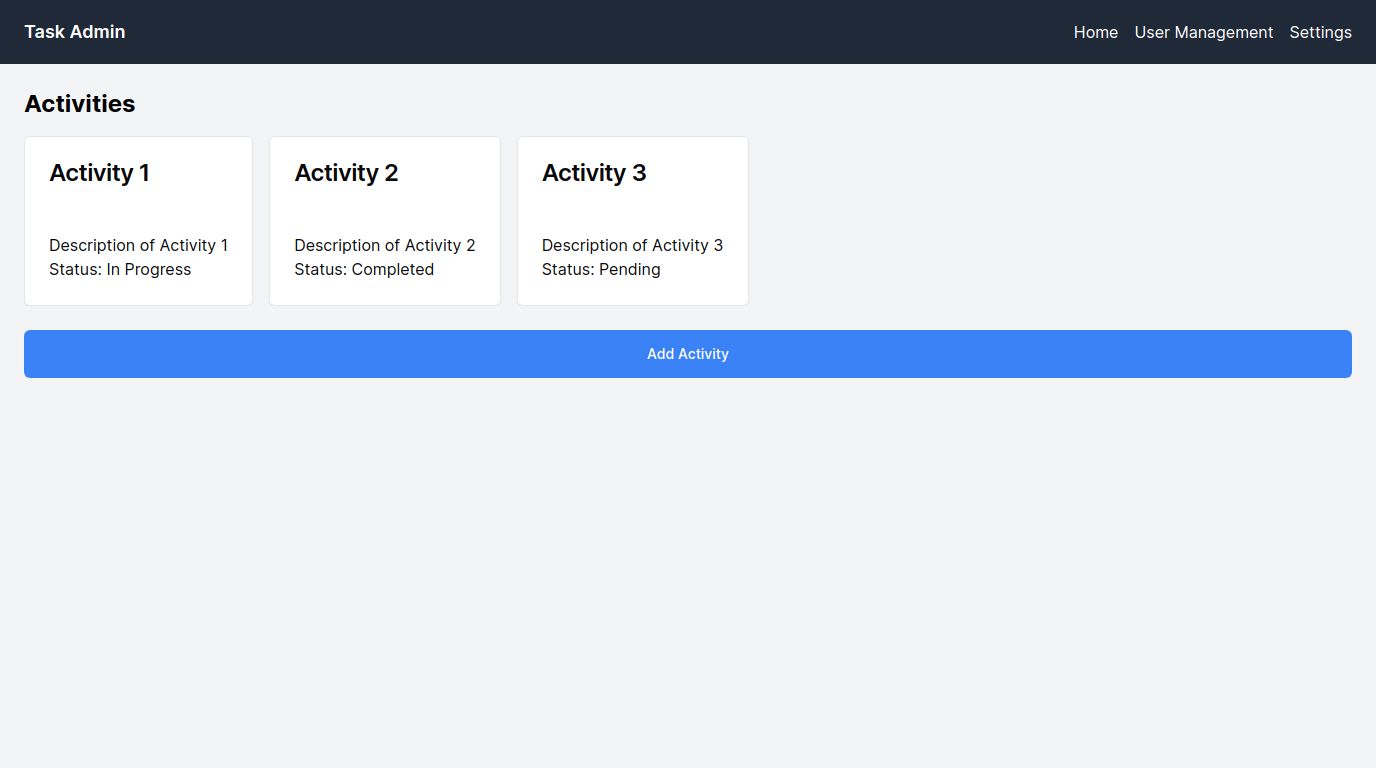 Task Admin
Home User Management Settings
Activities
Activity 1
Description of Activity 1
Status: In Progress
Activity 2
Description of Activity 2
Status: Completed
Activity 3
Description of Activity 3
Status: Pending
Add Activity